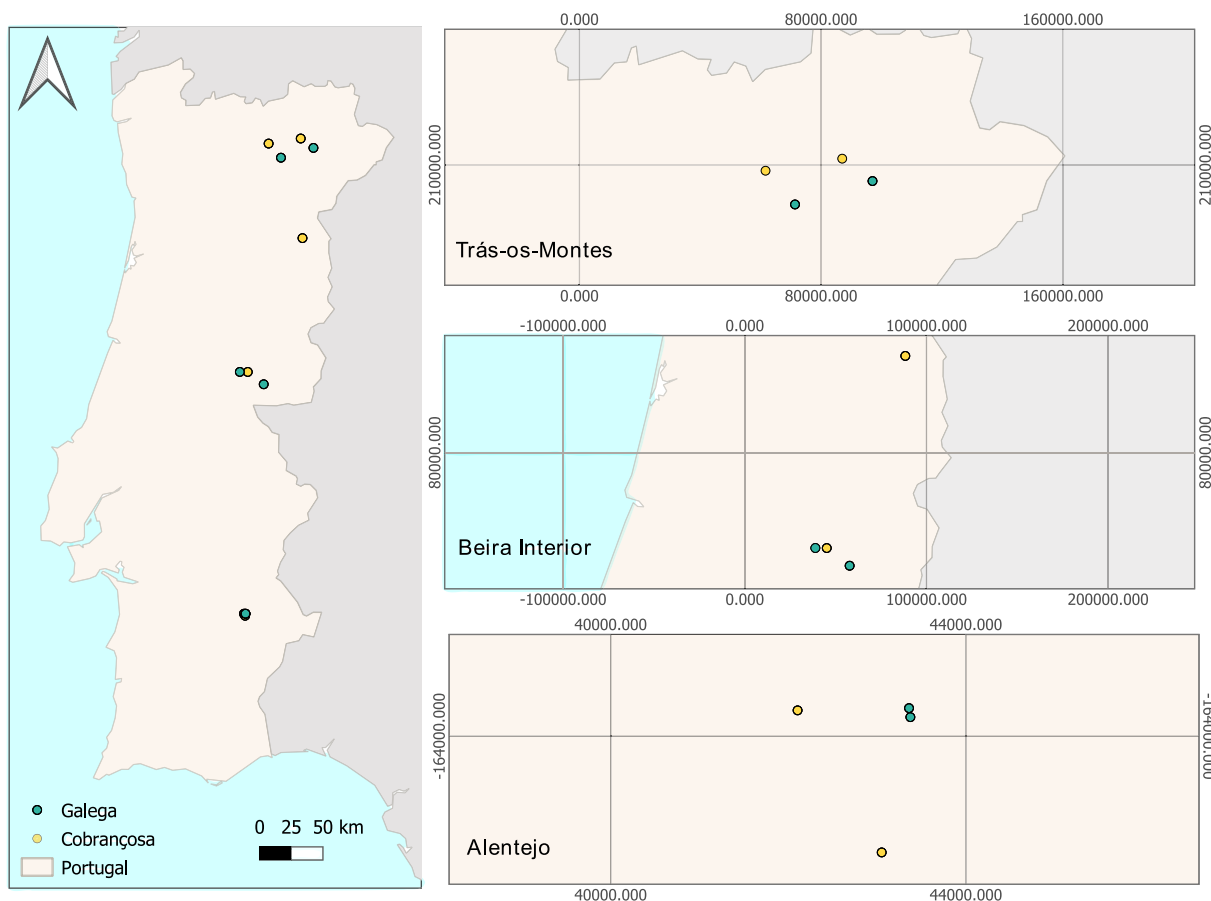 Galega
Cobrançosa
Portugal
0 25 50 km
0.000 80000.000 160000.000
210000.000 210000.000
Trás-os-Montes
0.000 80000.000 160000.000
-100000.000 0.000 100000.000 200000.000
80000.000 80000.000
Beira Interior
-100000.000 0.000 100000.000 200000.000
40000.000 44000.000
-164000.000 -164000.000
Alentejo
40000.000 44000.000